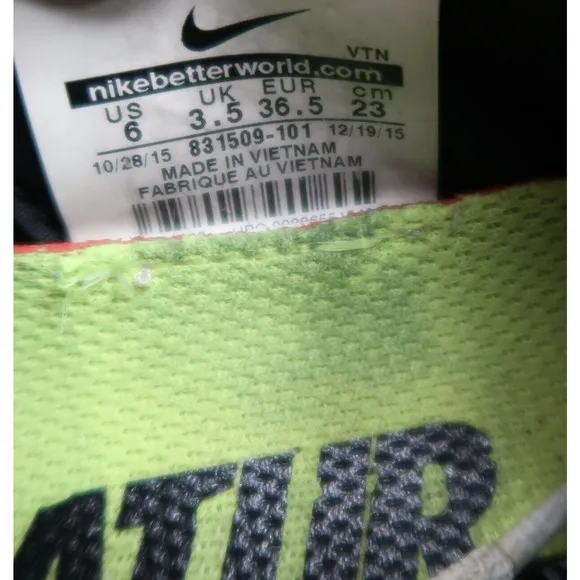 VTN
nikebetterworld.com
US UK EUR cm
6 3.5 36.5 23
10/28/15 831509-101 12/19/15
MADE IN VIETNAM
FABRIQUE AU VIETNAM
ATUR